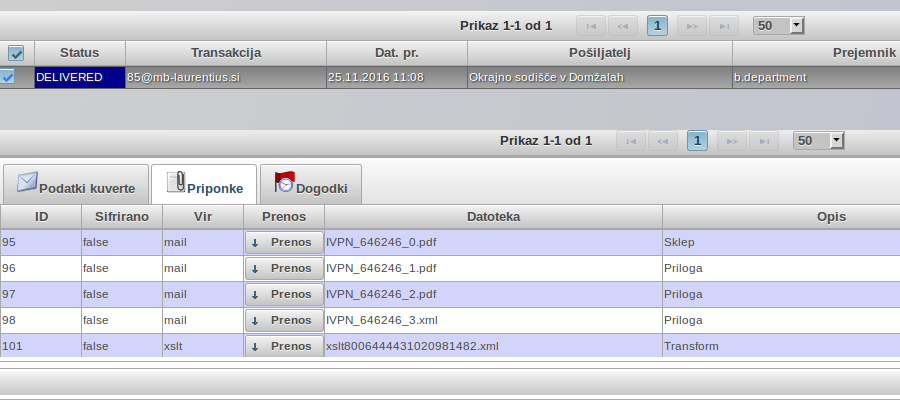 Prikaz 1-1 od 1 1 50
Status Transakcija Dat. pr. Pošiljatelj Prejemnik
DELIVERED 85@mb-laurentius.si 25.11.2016 11:08 Okrajno sodišče v Domžalah b.department
Prikaz 1-1 od 1 1 50
Podatki kuverte Priponke Dogodki
ID Sifrirano Vir Prenos Datoteka Opis
95 false mail Prenos IVPN_646246_0.pdf Sklep
96 false mail Prenos IVPN_646246_1.pdf Priloga
97 false mail Prenos IVPN_646246_2.pdf Priloga
98 false mail Prenos IVPN_646246_3.xml Priloga
101 false xslt Prenos xslt8006444431020981482.xml Transform